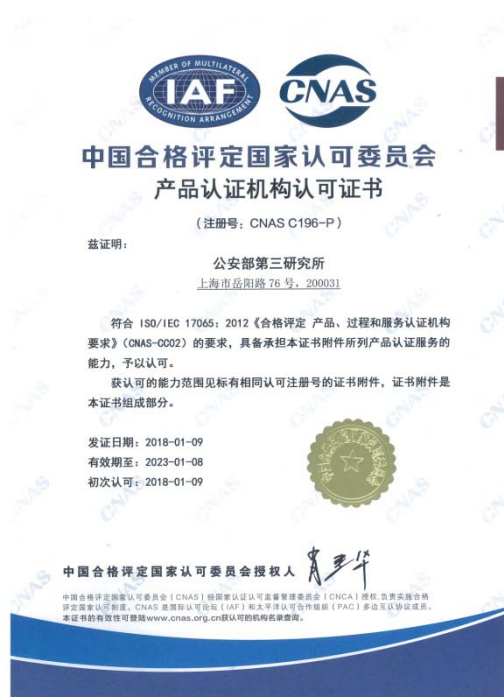 MEMBER OF MULTILATERAL
IAF
RECOGNITION ARRANGEMENT
CNAS
中国合格评定国家认可委员会
产品认证机构认可证书
（注册号：CNAS C196-P）
兹证明：
公安部第三研究所
上海市岳阳路 76 号，200031
符合 ISO/IEC 17065：2012《合格评定 产品、过程和服务认证机构
要求》（CNAS-CC02）的要求，具备承担本证书附件所列产品认证服务的
能力，予以认可。
获认可的能力范围见标有相同认可注册号的证书附件，证书附件是
本证书组成部分。
发证日期：2018-01-09
有效期至：2023-01-08
初次认可：2018-01-09
中国合格评定国家认可委员会授权人
中国合格评定国家认可委员会（CNAS）经国家认证认可监督管理委员会（CNCA）授权，负责实施合格
评定国家认可制度。CNAS 是国际认可论坛（IAF）和太平洋认可合作组织（PAC）多边互认协议成员。
本证书的有效性可登陆www.cnas.org.cn获认可的机构名录查询。